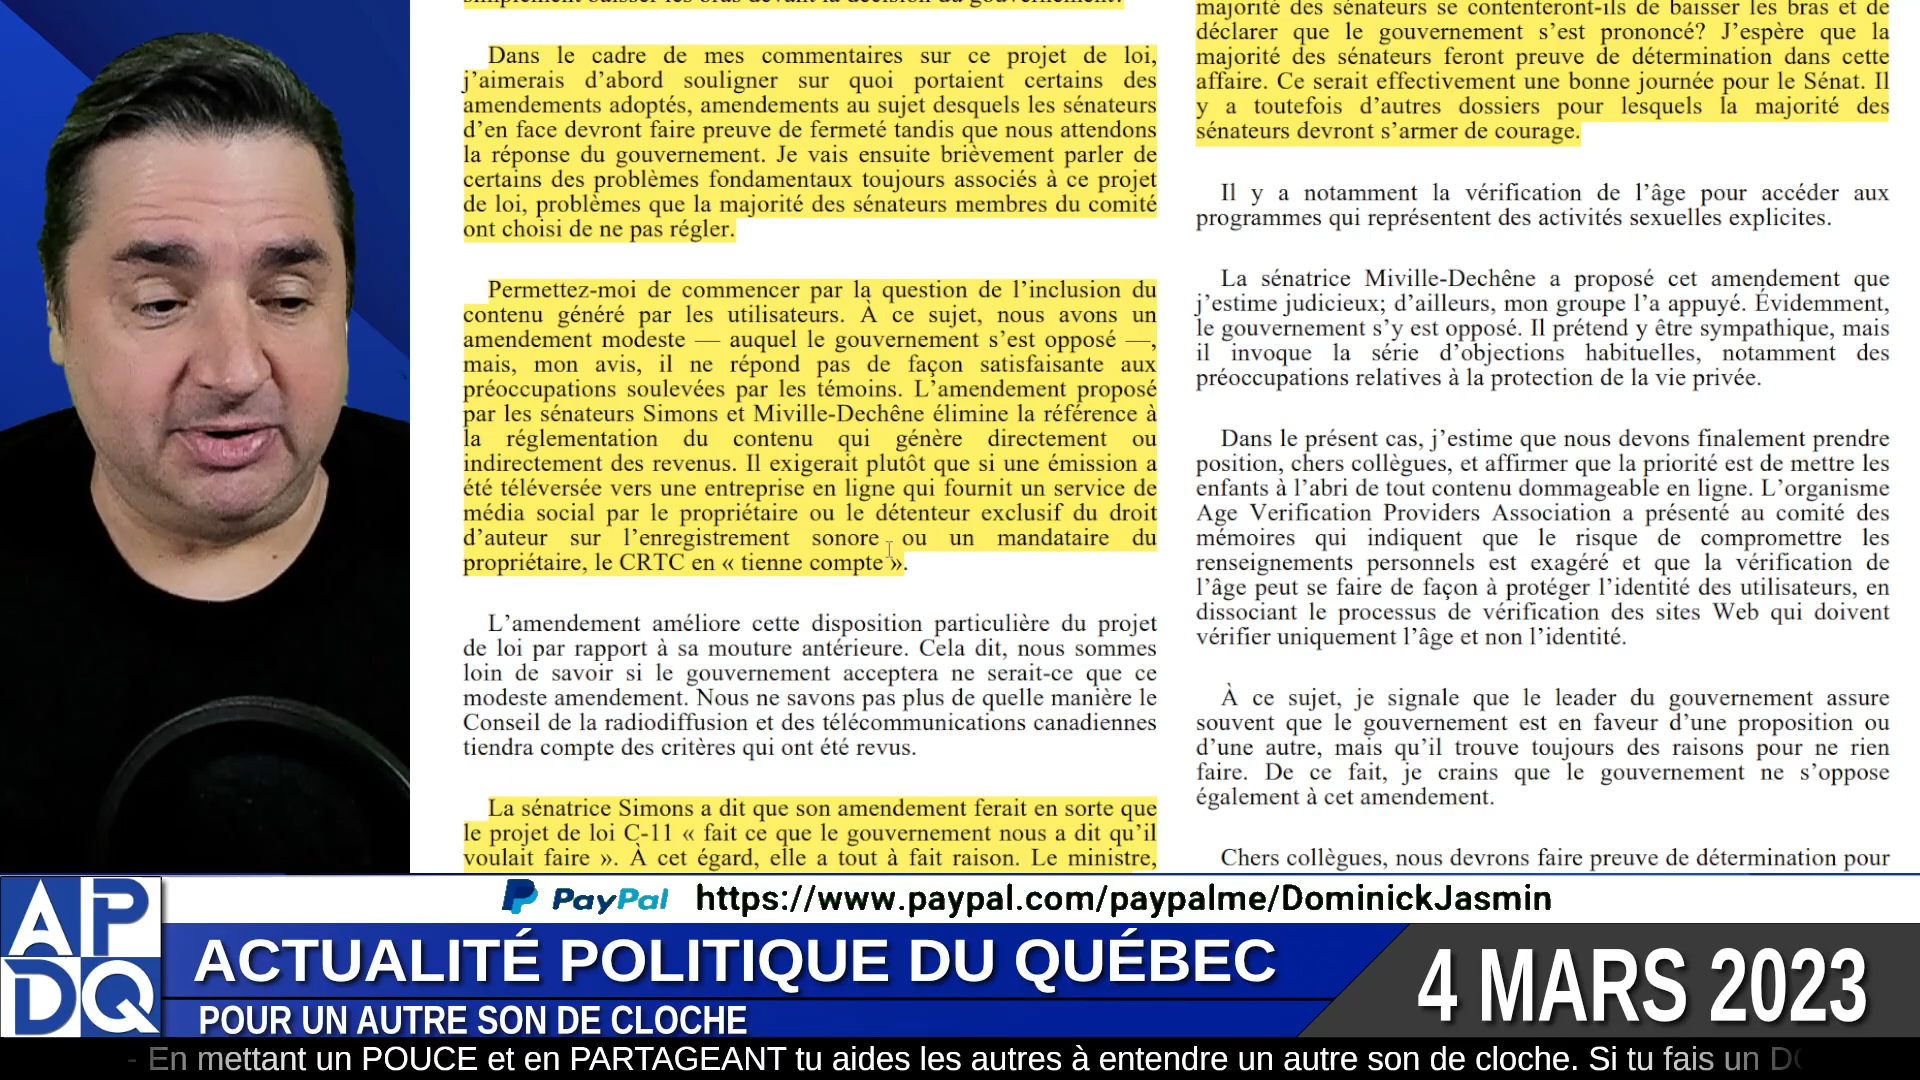 simplement baisser les bras devant la décision du gouvernement?
Dans le cadre de mes commentaires sur ce projet de loi,
j’aimerais d’abord souligner sur quoi portaient certains des
amendements adoptés, amendements au sujet desquels les sénateurs
d’en face devront faire preuve de fermeté tandis que nous attendons
la réponse du gouvernement. Je vais ensuite brièvement parler de
certains des problèmes fondamentaux toujours associés à ce projet
de loi, problèmes que la majorité des sénateurs membres du comité
ont choisi de ne pas régler.
Permettez-moi de commencer par la question de l’inclusion du
contenu généré par les utilisateurs. À ce sujet, nous avons un
amendement modeste — auquel le gouvernement s’est opposé —,
mais, mon avis, il ne répond pas de façon satisfaisante aux
préoccupations soulevées par les témoins. L’amendement proposé
par les sénateurs Simons et Miville-Dechêne élimine la référence à
la réglementation du contenu qui génère directement ou
indirectement des revenus. Il exigerait plutôt que si une émission a
été téléversée vers une entreprise en ligne qui fournit un service de
média social par le propriétaire ou le détenteur exclusif du droit
d’auteur sur l’enregistrement sonore ou un mandataire du
propriétaire, le CRTC en « tienne compte ».
L’amendement améliore cette disposition particulière du projet
de loi par rapport à sa mouture antérieure. Cela dit, nous sommes
loin de savoir si le gouvernement acceptera ne serait-ce que ce
modeste amendement. Nous ne savons pas plus de quelle manière le
Conseil de la radiodiffusion et des télécommunications canadiennes
tiendra compte des critères qui ont été revus.
La sénatrice Simons a dit que son amendement ferait en sorte que
le projet de loi C-11 « fait ce que le gouvernement nous a dit qu’il
voulait faire ». À cet égard, elle a tout à fait raison. Le ministre,
majorité des sénateurs se contenteront-ils de baisser les bras et de
déclarer que le gouvernement s’est prononcé? J’espère que la
majorité des sénateurs feront preuve de détermination dans cette
affaire. Ce serait effectivement une bonne journée pour le Sénat. Il
y a toutefois d’autres dossiers pour lesquels la majorité des
sénateurs devront s’armer de courage.
Il y a notamment la vérification de l’âge pour accéder aux
programmes qui représentent des activités sexuelles explicites.
La sénatrice Miville-Dechêne a proposé cet amendement que
j’estime judicieux; d’ailleurs, mon groupe l’a appuyé. Évidemment,
le gouvernement s’y est opposé. Il prétend y être sympathique, mais
il invoque la série d’objections habituelles, notamment des
préoccupations relatives à la protection de la vie privée.
Dans le présent cas, j’estime que nous devons finalement prendre
position, chers collègues, et affirmer que la priorité est de mettre les
enfants à l’abri de tout contenu dommageable en ligne. L’organisme
Age Verification Providers Association a présenté au comité des
mémoires qui indiquent que le risque de compromettre les
renseignements personnels est exagéré et que la vérification de
l’âge peut se faire de façon à protéger l’identité des utilisateurs, en
dissociant le processus de vérification des sites Web qui doivent
vérifier uniquement l’âge et non l’identité.
À ce sujet, je signale que le leader du gouvernement assure
souvent que le gouvernement est en faveur d’une proposition ou
d’une autre, mais qu’il trouve toujours des raisons pour ne rien
faire. De ce fait, je crains que le gouvernement ne s’oppose
également à cet amendement.
Chers collègues, nous devrons faire preuve de détermination pour
PayPal https://www.paypal.com/paypalme/DominickJasmin
AP
DQ
ACTUALITÉ POLITIQUE DU QUÉBEC
POUR UN AUTRE SON DE CLOCHE
4 MARS 2023
- En mettant un POUCE et en PARTAGEANT tu aides les autres à entendre un autre son de cloche. Si tu fais un